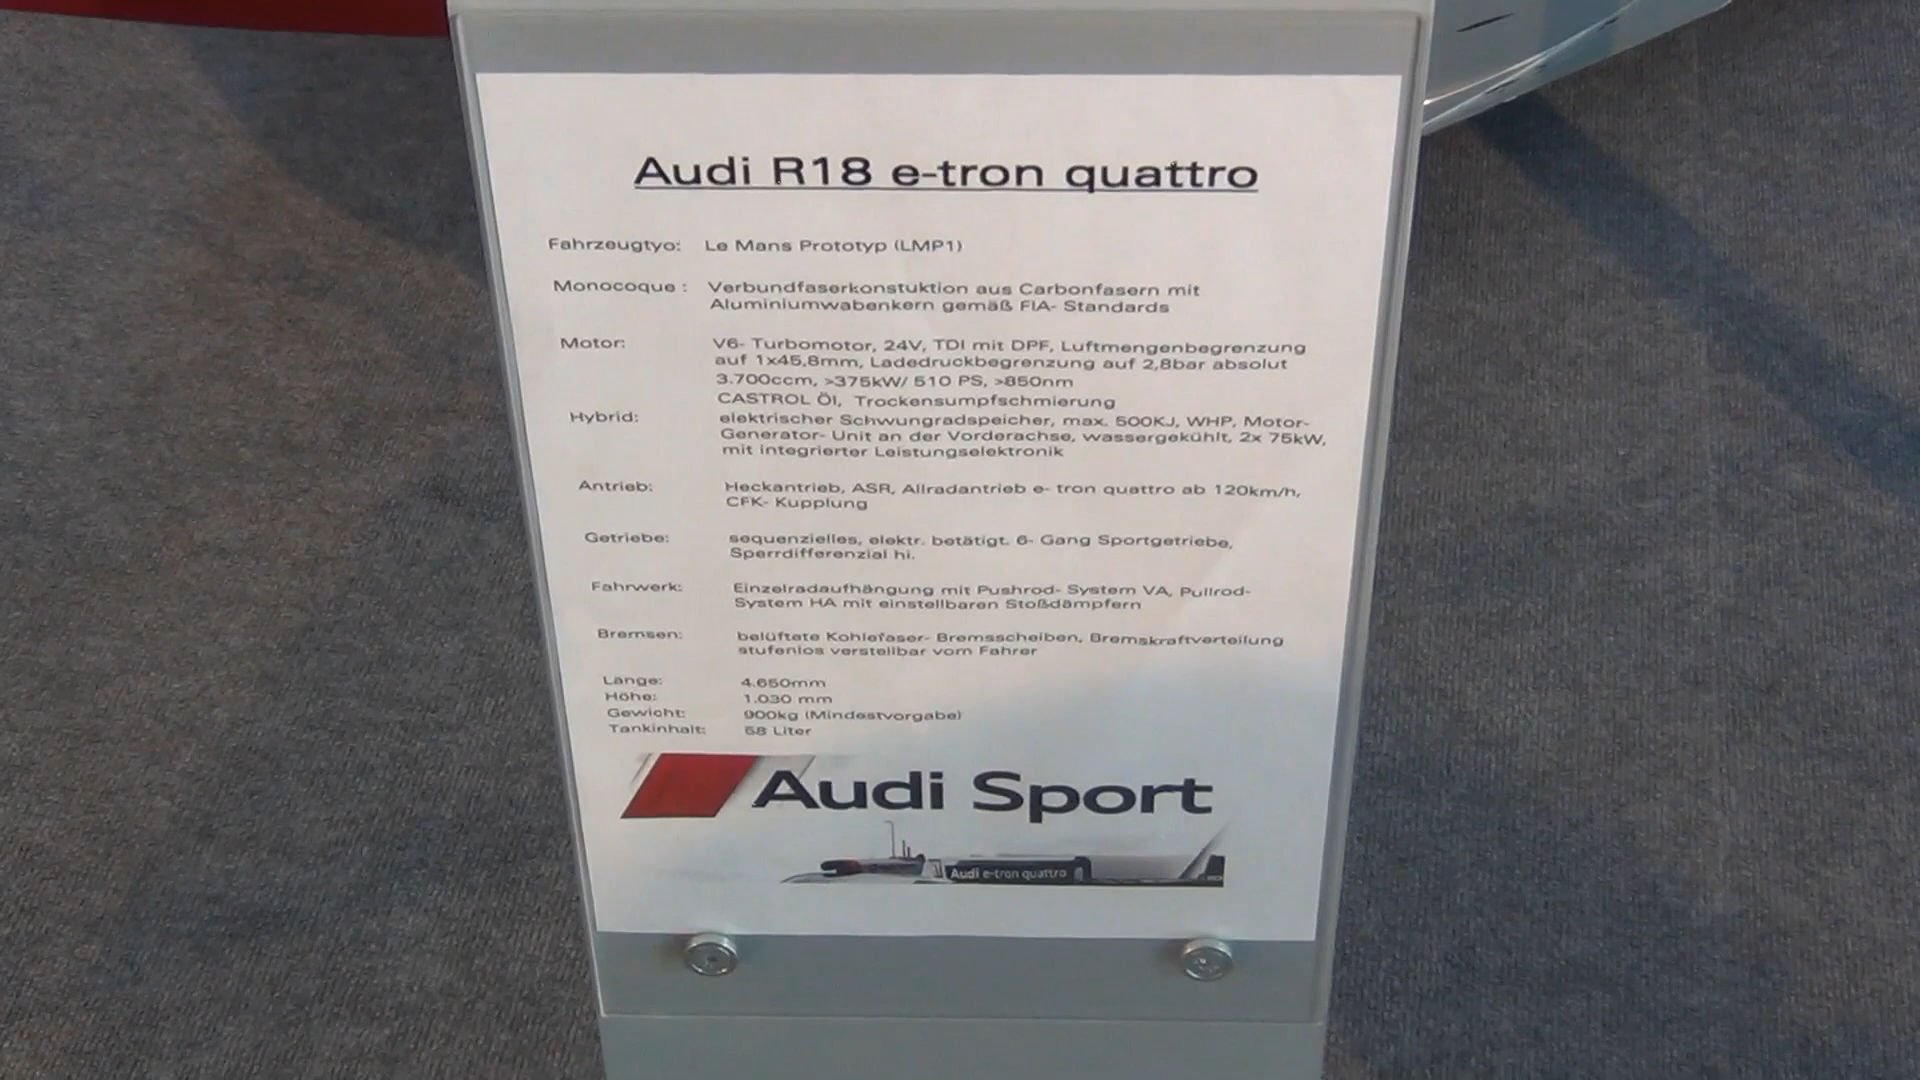 Audi R18 e-tron quattro
Fahrzeugtyo: Le Mans Prototyp (LMP1)
Monocoque : Verbundfaserkonstuktion aus Carbonfasern mit
Aluminiumwabenkern gemäß FIA- Standards
Motor: V6- Turbomotor, 24V, TDI mit DPF, Luftmengenbegrenzung
auf 1x45,8mm, Ladedruckbegrenzung auf 2,8bar absolut
3.700ccm, >375kW/ 510 PS, >850nm
CASTROL Öl, Trockensumpfschmierung
Hybrid: elektrischer Schwungradspeicher, max. 500KJ, WHP, Motor-
Generator- Unit an der Vorderachse, wassergekühlt, 2x 75kW,
mit integrierter Leistungselektronik
Antrieb: Heckantrieb, ASR, Allradantrieb e- tron quattro ab 120km/h,
CFK- Kupplung
Getriebe: sequenzielles, elektr. betätigt. 6- Gang Sportgetriebe,
Sperrdifferenzial hi.
Fahrwerk: Einzelradaufhängung mit Pushrod- System VA, Pullrod-
System HA mit einstellbaren Stoßdämpfern
Bremsen: belüftete Kohlefaser- Bremsscheiben, Bremskraftverteilung
stufenlos verstellbar vom Fahrer
Länge: 4.650mm
Höhe: 1.030 mm
Gewicht: 900kg (Mindestvorgabe)
Tankinhalt: 58 Liter
Audi Sport
Audi e-tron quattro